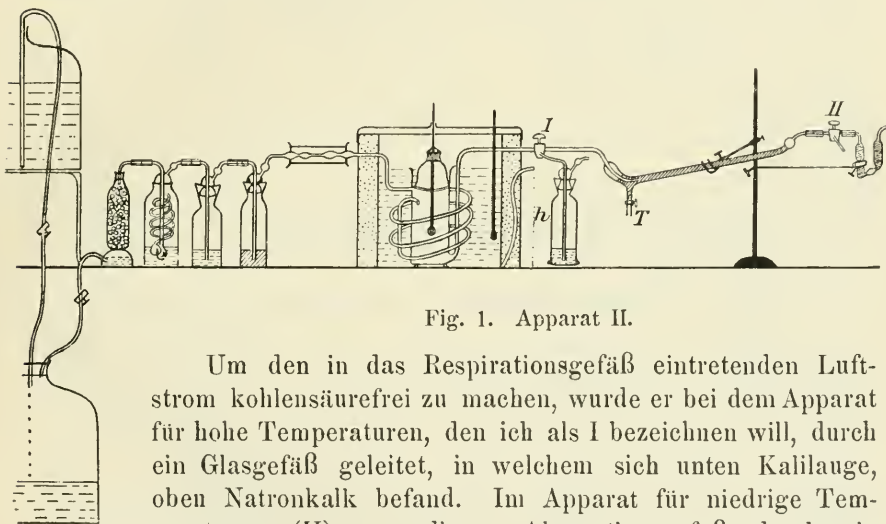 II
I
h
T
Fig. 1. Apparat II.
Um den in das Respirationsgefäß eintretenden Luft-
strom kohlensäurefrei zu machen, wurde er bei dem Apparat
für hohe Temperaturen, den ich als I bezeichnen will, durch
ein Glasgefäß geleitet, in welchem sich unten Kalilauge,
oben Natronkalk befand. Im Apparat für niedrige Tem-